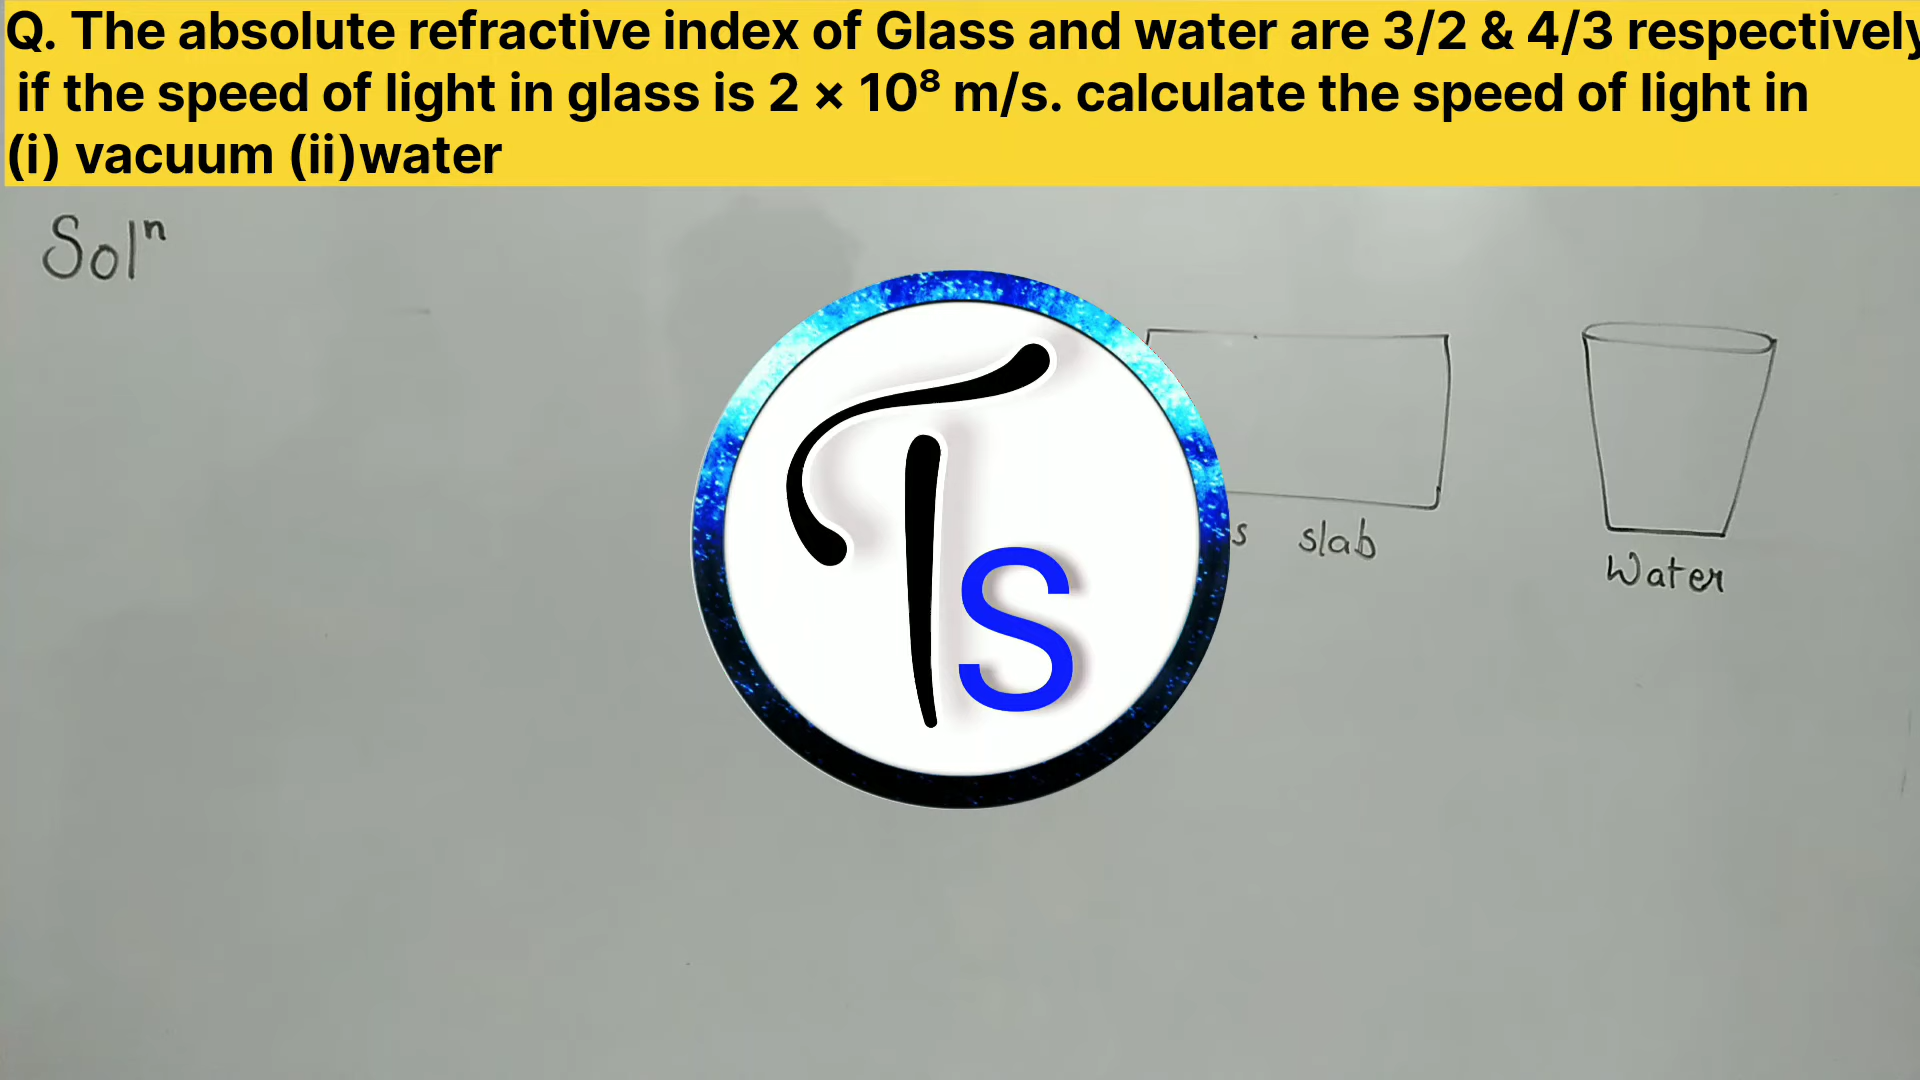 Q. The absolute refractive index of Glass and water are 3/2 & 4/3 respectively
if the speed of light in glass is 2 × 10⁸ m/s. calculate the speed of light in
(i) vacuum (ii)water
Solⁿ
Ts
s slab
Water